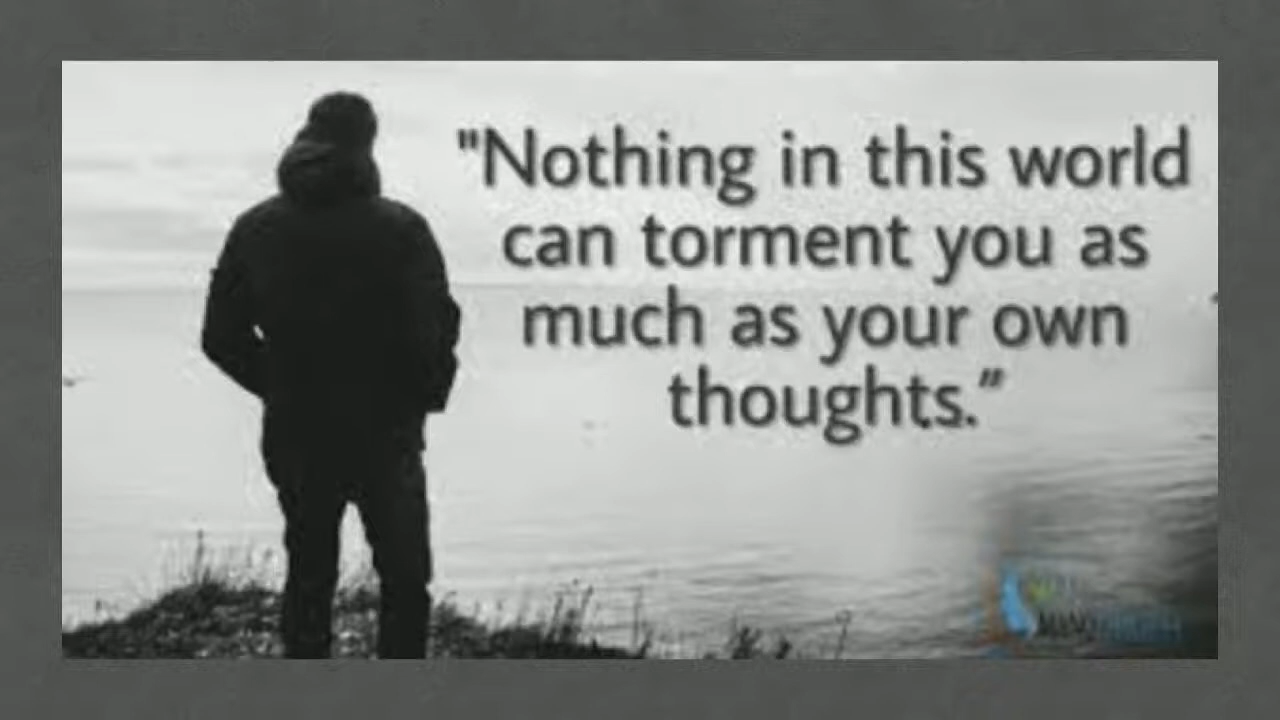 "Nothing in this world
can torment you as
much as your own
thoughts.”